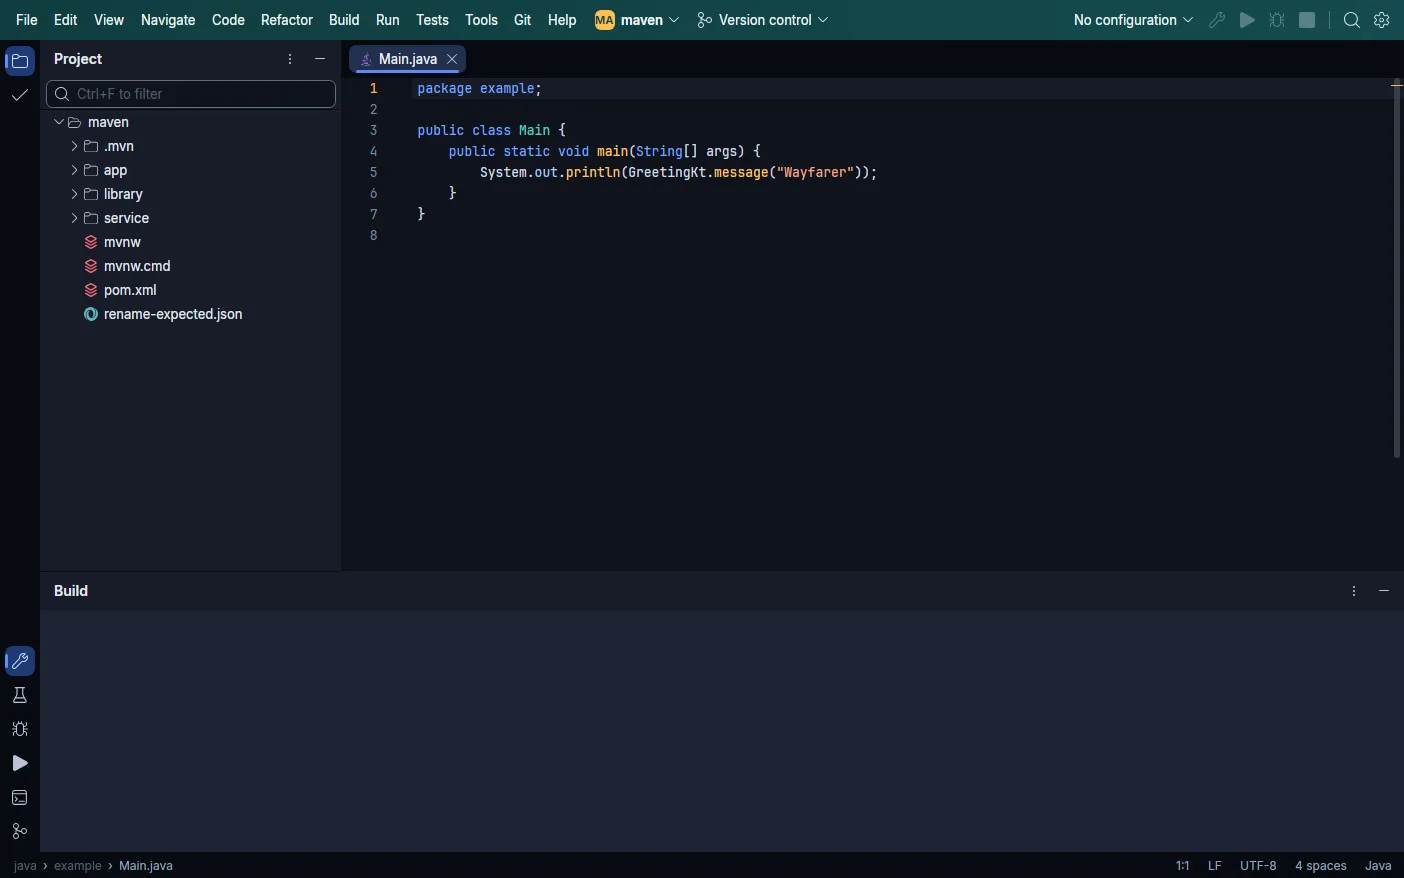 File Edit View Navigate Code Refactor Build Run Tests Tools Git Help MA maven Version control No configuration
Project
Main.java
Ctrl+F to filter
maven
.mvn
app
library
service
mvnw
mvnw.cmd
pom.xml
rename-expected.json
1 package example;
2
3 public class Main {
4 public static void main(String[] args) {
5 System.out.println(GreetingKt.message("Wayfarer"));
6 }
7 }
8
Build
java › example › Main.java 1:1 LF UTF-8 4 spaces Java